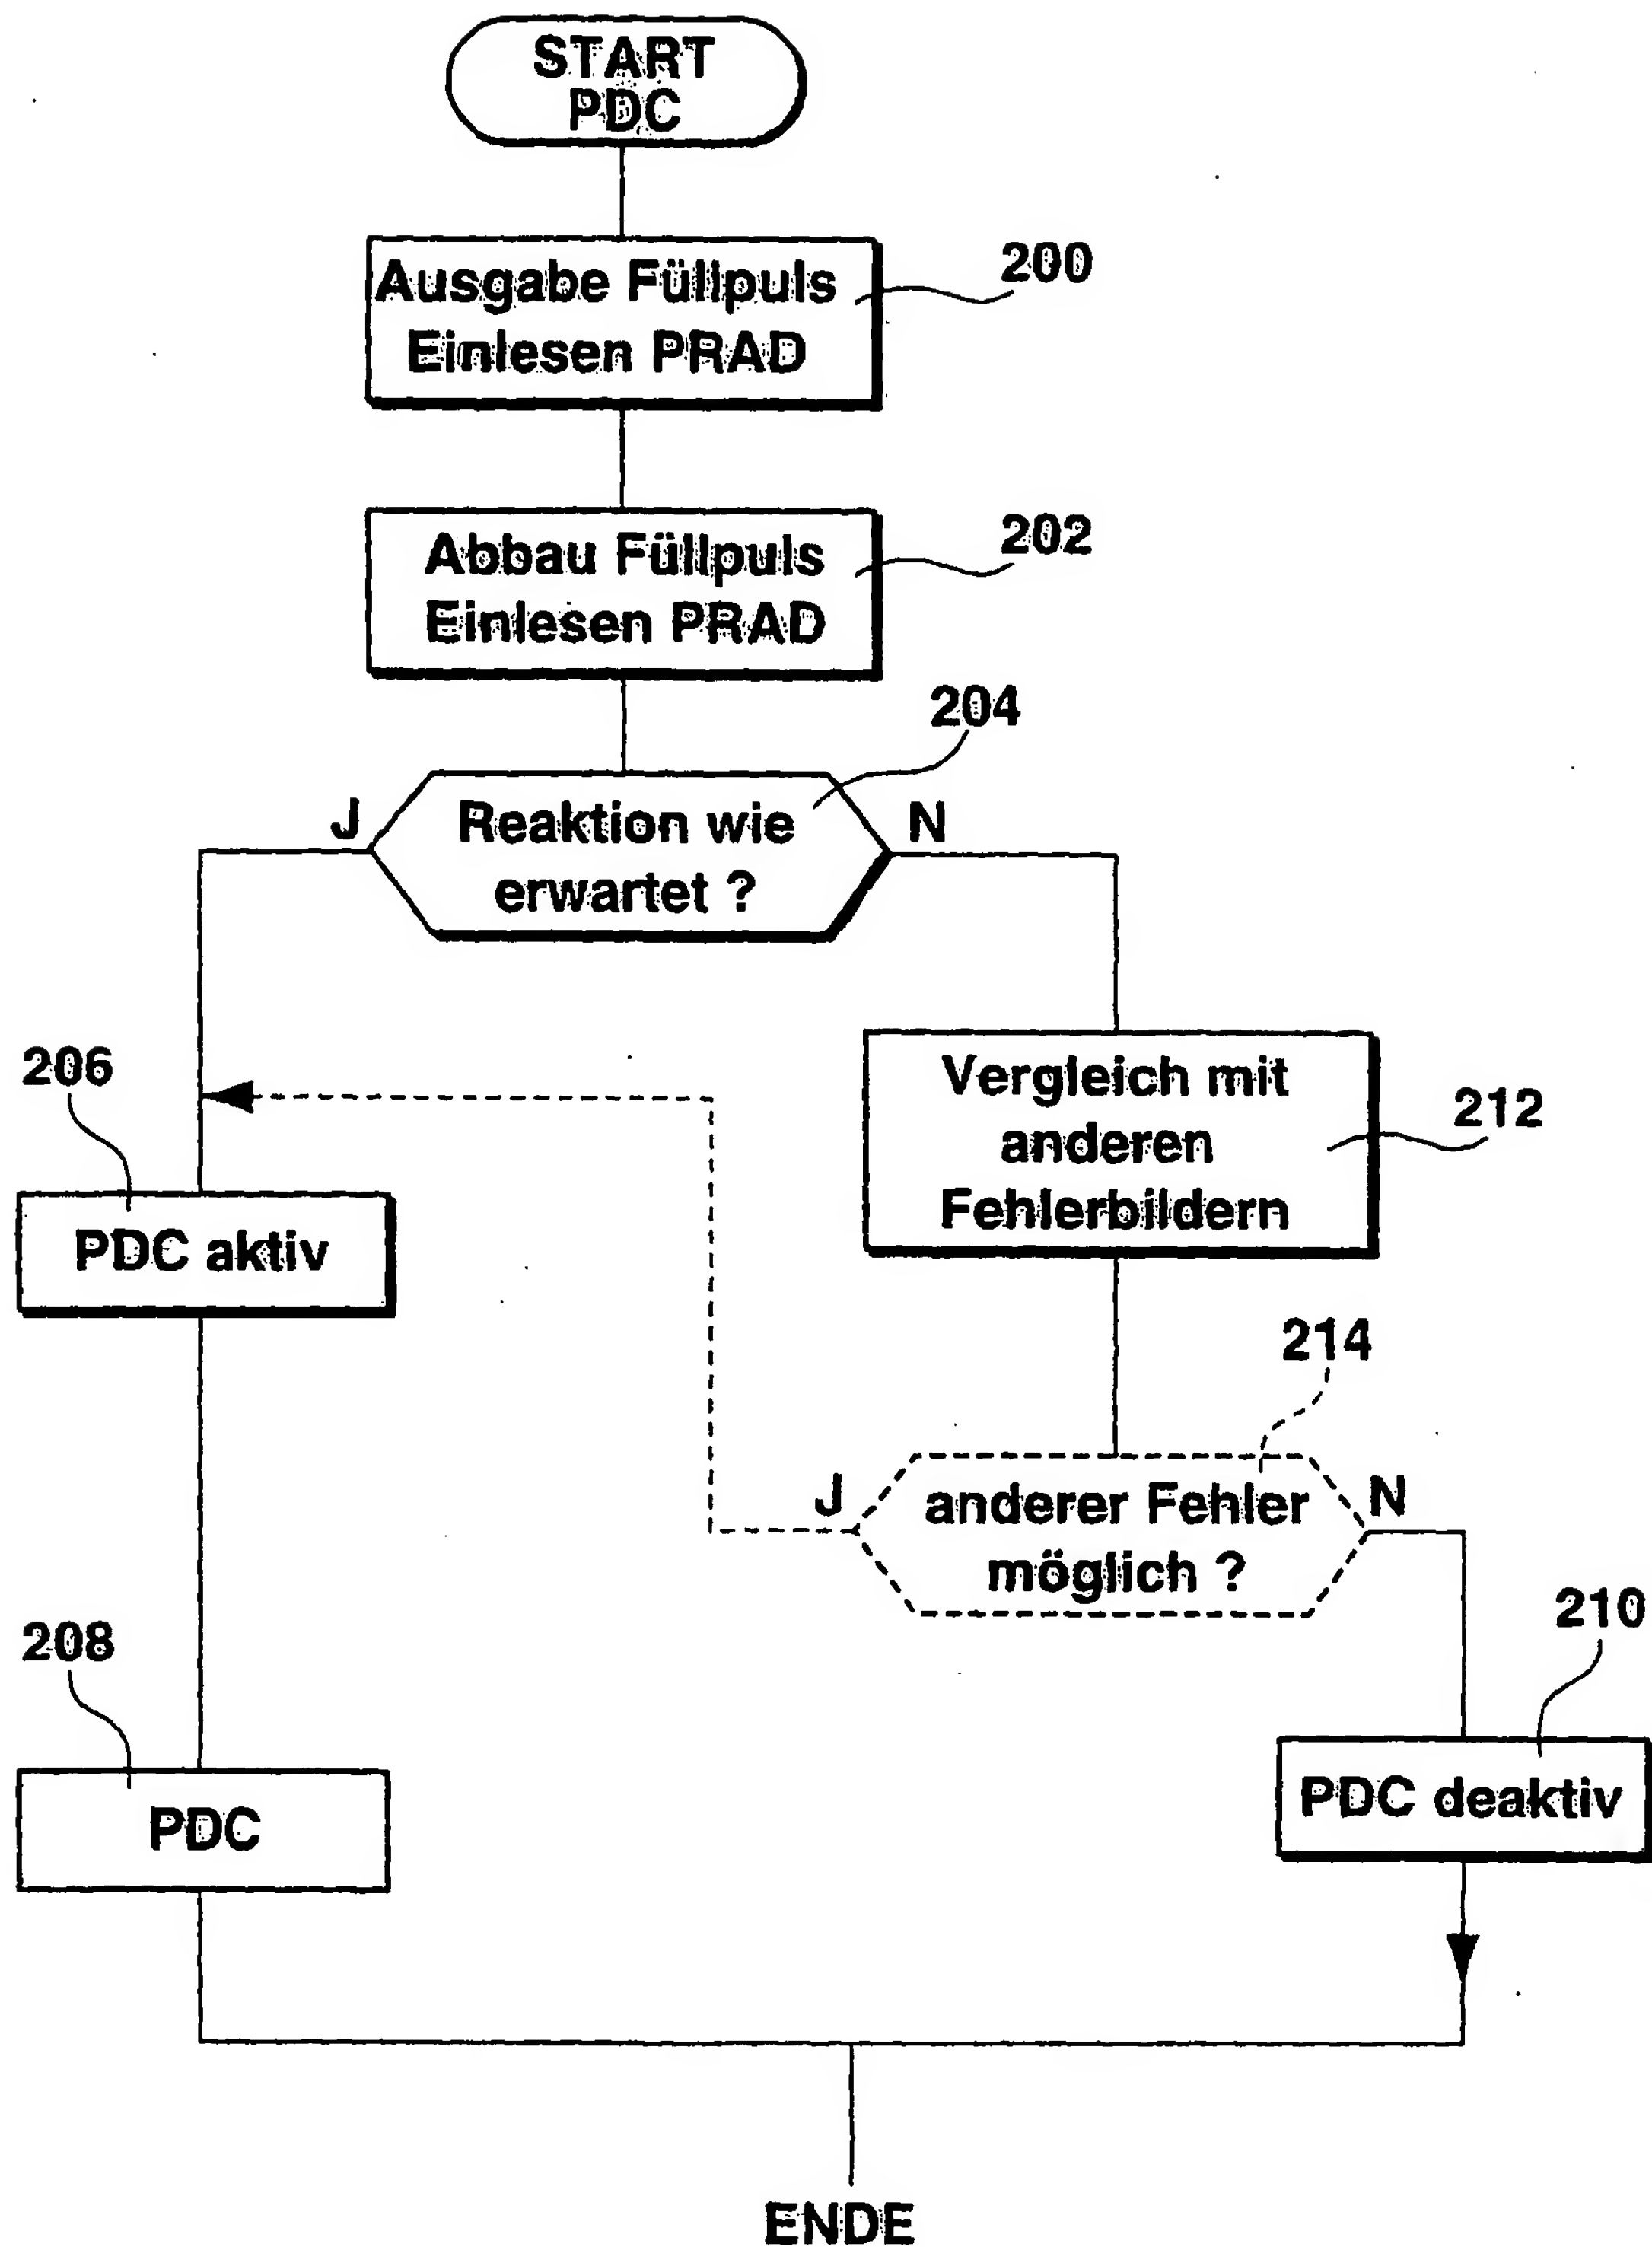 START
PDC
Ausgabe Füllpuls
Einlesen PRAD
200
Abbau Füllpuls
Einlesen PRAD
202
204
J
Reaktion wie
erwartet ?
N
206
PDC aktiv
Vergleich mit
anderen
Fehlerbildern
212
214
J
anderer Fehler
möglich ?
N
208
PDC
210
PDC deaktiv
ENDE